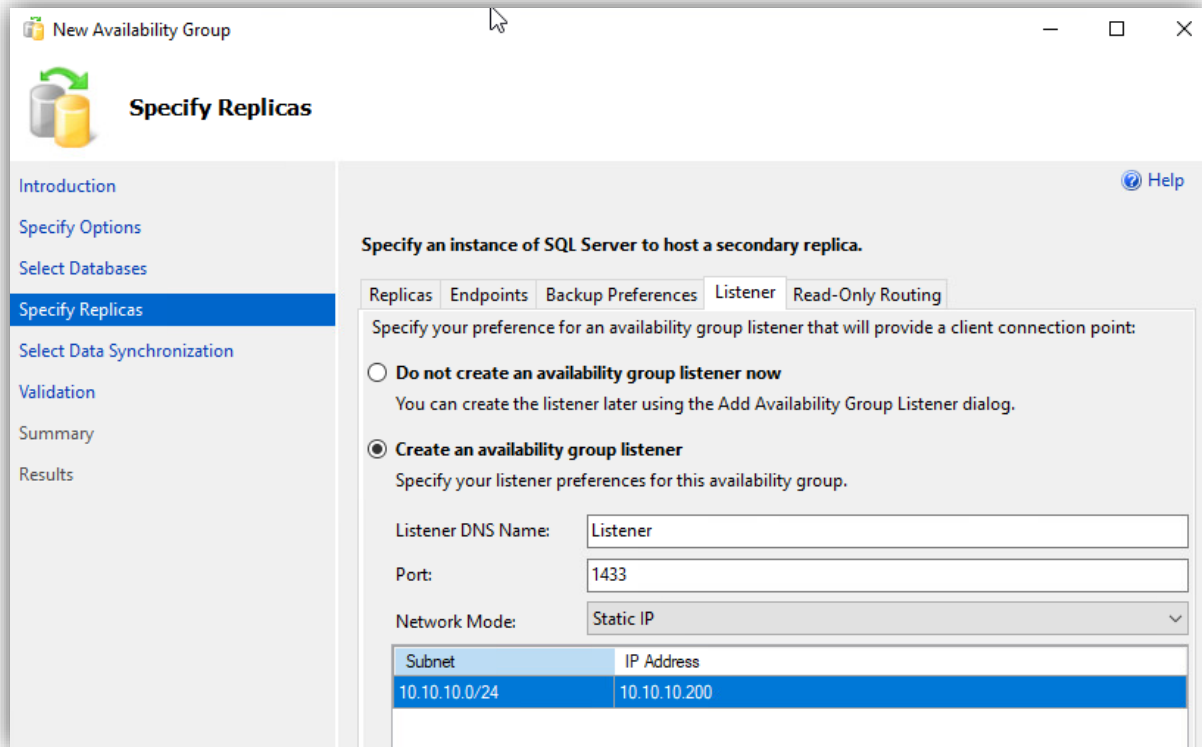 New Availability Group
Specify Replicas
Introduction
Specify Options
Select Databases
Specify Replicas
Select Data Synchronization
Validation
Summary
Results
Help
Specify an instance of SQL Server to host a secondary replica.
Replicas Endpoints Backup Preferences Listener Read-Only Routing
Specify your preference for an availability group listener that will provide a client connection point:
Do not create an availability group listener now
You can create the listener later using the Add Availability Group Listener dialog.
Create an availability group listener
Specify your listener preferences for this availability group.
Listener DNS Name: Listener
Port: 1433
Network Mode: Static IP
Subnet IP Address
10.10.10.0/24 10.10.10.200